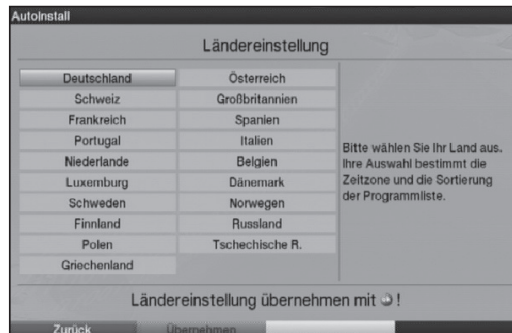 AutoInstall
Ländereinstellung
Deutschland Österreich
Schweiz Großbritannien
Frankreich Spanien
Portugal Italien
Niederlande Belgien
Luxemburg Dänemark
Schweden Norwegen
Finnland Russland
Polen Tschechische R.
Griechenland
Bitte wählen Sie Ihr Land aus.
Ihre Auswahl bestimmt die
Zeitzone und die Sortierung
der Programmliste.
Ländereinstellung übernehmen mit !
Zurück Übernehmen